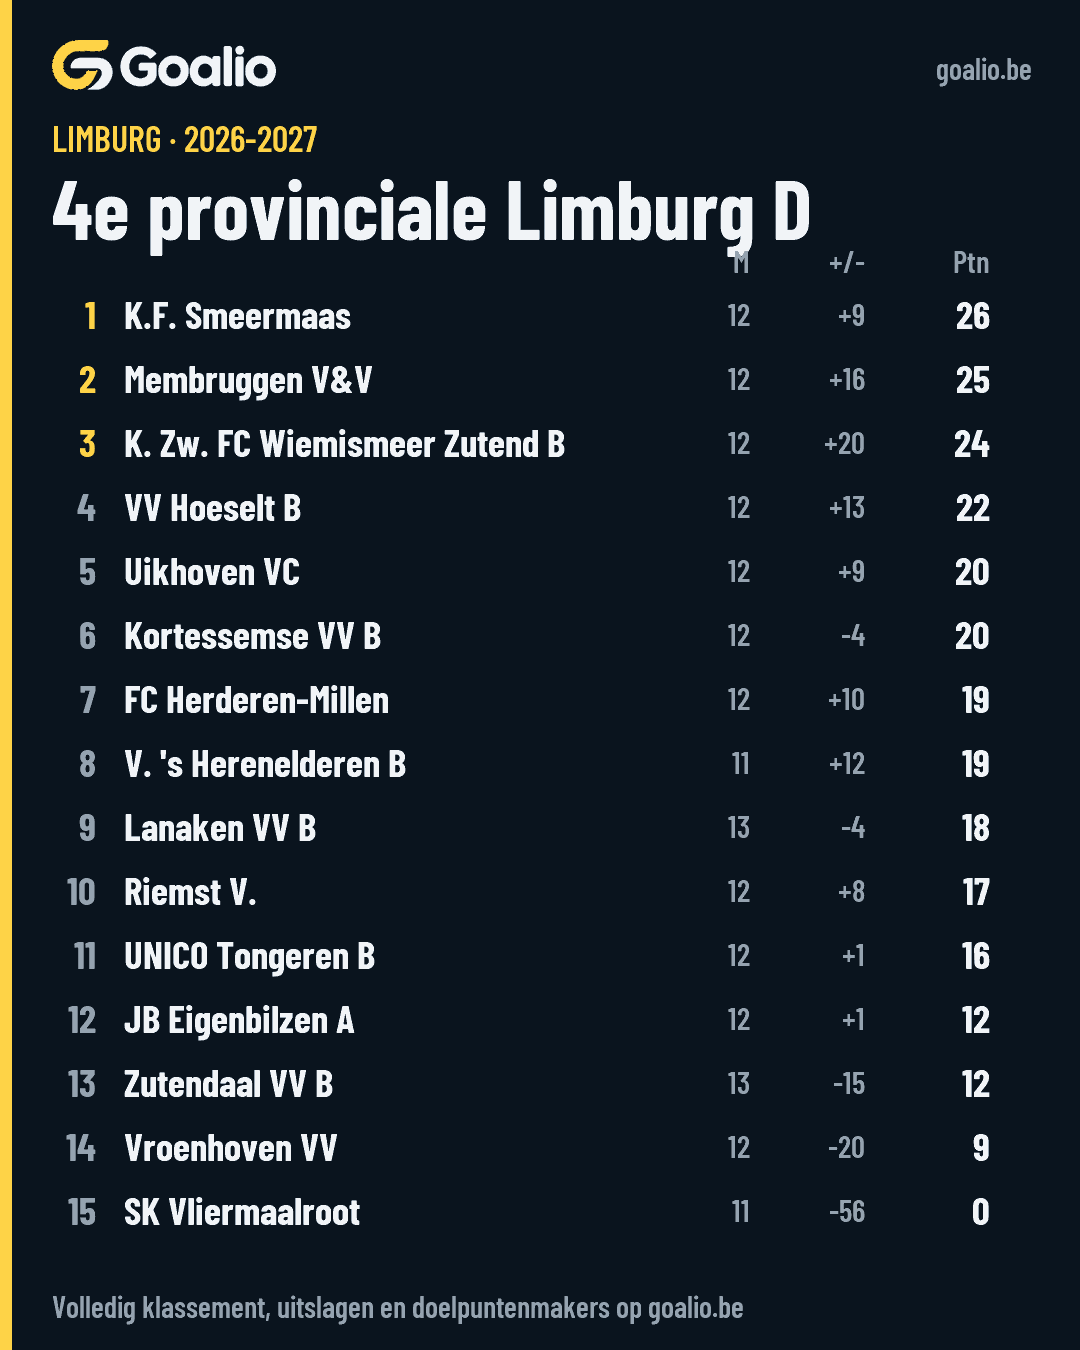 Goalio
goalio.be
LIMBURG · 2026-2027
4e provinciale Limburg D
M +/- Ptn
1 K.F. Smeermaas 12 +9 26
2 Membruggen V&V 12 +16 25
3 K. Zw. FC Wiemismeer Zutend B 12 +20 24
4 VV Hoeselt B 12 +13 22
5 Uikhoven VC 12 +9 20
6 Kortessemse VV B 12 -4 20
7 FC Herderen-Millen 12 +10 19
8 V. 's Herenelderen B 11 +12 19
9 Lanaken VV B 13 -4 18
10 Riemst V. 12 +8 17
11 UNICO Tongeren B 12 +1 16
12 JB Eigenbilzen A 12 +1 12
13 Zutendaal VV B 13 -15 12
14 Vroenhoven VV 12 -20 9
15 SK Vliermaalroot 11 -56 0
Volledig klassement, uitslagen en doelpuntenmakers op goalio.be